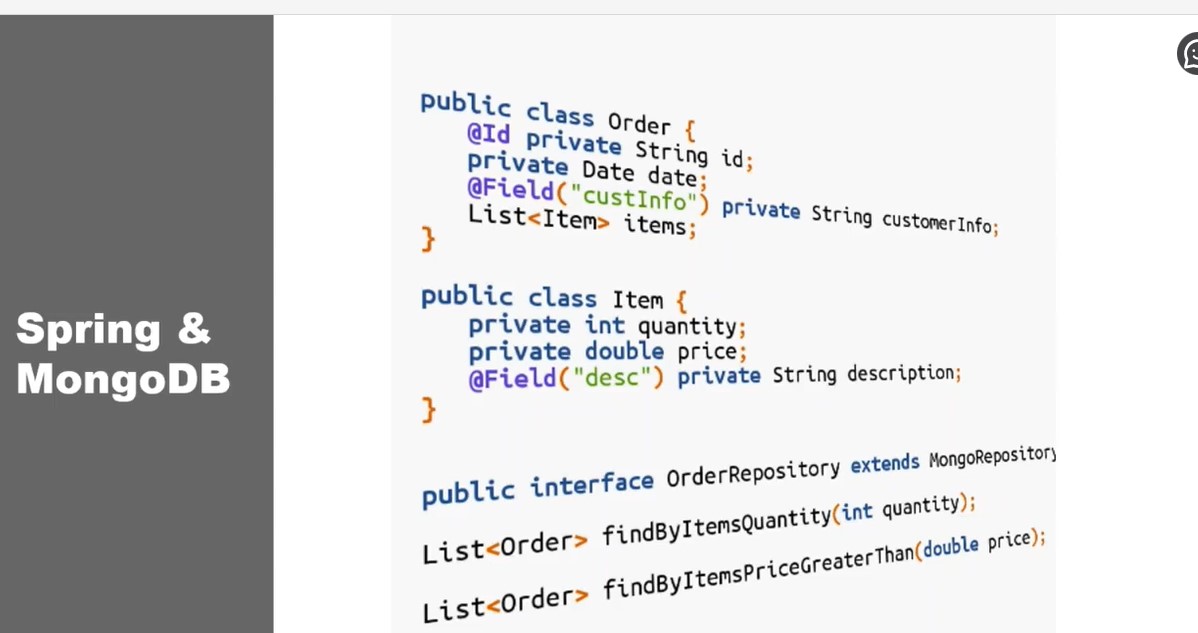 Spring &
MongoDB
public class Order {
@Id private String id;
private Date date;
@Field("custInfo") private String customerInfo;
List<Item> items;
}
public class Item {
private int quantity;
private double price;
@Field("desc") private String description;
}
public interface OrderRepository extends MongoRepository
List<Order> findByItemsQuantity(int quantity);
List<Order> findByItemsPriceGreaterThan(double price);